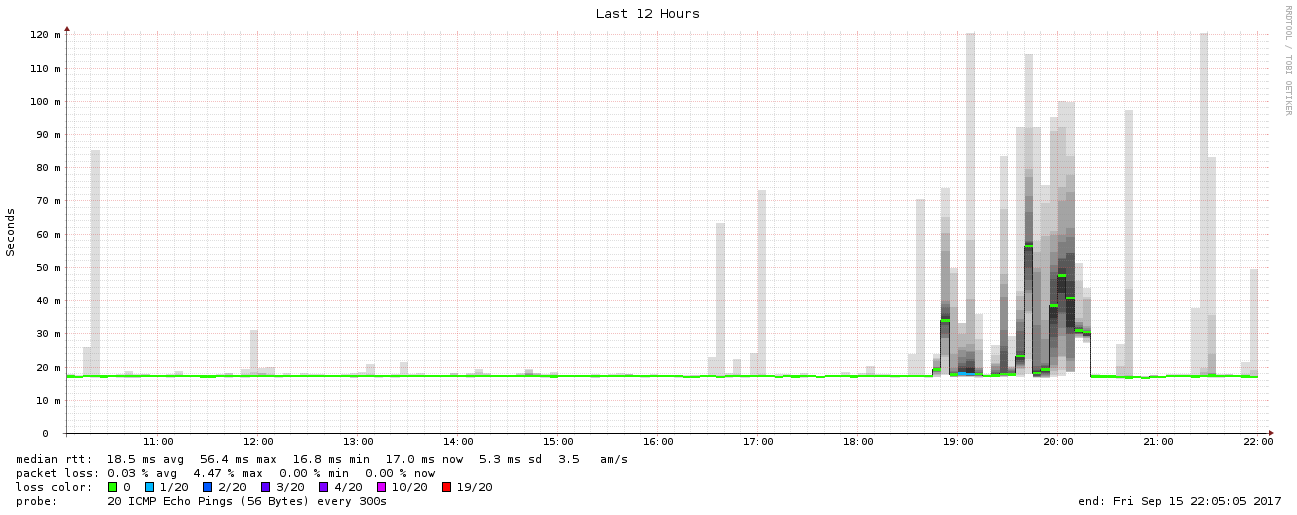 Last 12 Hours
RRDTOOL / TOBI OETIKER
Seconds
120 m
110 m
100 m
90 m
80 m
70 m
60 m
50 m
40 m
30 m
20 m
10 m
0
11:00 12:00 13:00 14:00 15:00 16:00 17:00 18:00 19:00 20:00 21:00 22:00
median rtt: 18.5 ms avg 56.4 ms max 16.8 ms min 17.0 ms now 5.3 ms sd 3.5 am/s
packet loss: 0.03 % avg 4.47 % max 0.00 % min 0.00 % now
loss color: 0 1/20 2/20 3/20 4/20 10/20 19/20
probe: 20 ICMP Echo Pings (56 Bytes) every 300s end: Fri Sep 15 22:05:05 2017